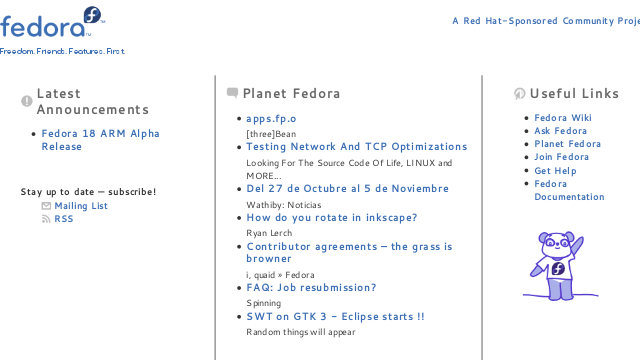 fedora
Freedom. Friends. Features. First.
A Red Hat-Sponsored Community Proje
Latest
Announcements
Fedora 18 ARM Alpha
Release
Stay up to date — subscribe!
Mailing List
RSS
Planet Fedora
apps.fp.o
[three]Bean
Testing Network And TCP Optimizations
Looking For The Source Code Of Life, LINUX and
MORE...
Del 27 de Octubre al 5 de Noviembre
Wathiby: Noticias
How do you rotate in inkscape?
Ryan Lerch
Contributor agreements — the grass is
browner
i, quaid » Fedora
FAQ: Job resubmission?
Spinning
SWT on GTK 3 - Eclipse starts !!
Random things will appear
Useful Links
Fedora Wiki
Ask Fedora
Planet Fedora
Join Fedora
Get Help
Fedora
Documentation